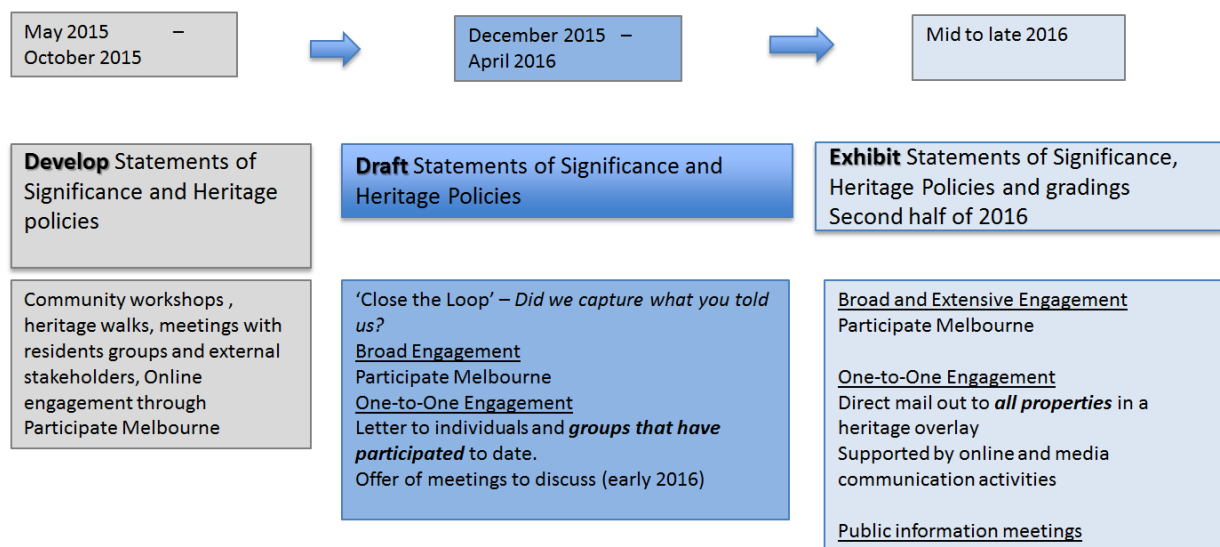 May 2015 –
October 2015
December 2015 –
April 2016
Mid to late 2016
Develop Statements of
Significance and Heritage
policies
Draft Statements of Significance and
Heritage Policies
Exhibit Statements of Significance,
Heritage Policies and gradings
Second half of 2016
Community workshops ,
heritage walks, meetings with
residents groups and external
stakeholders, Online
engagement through
Participate Melbourne
‘Close the Loop’ – Did we capture what you told
us?
Broad Engagement
Participate Melbourne
One-to-One Engagement
Letter to individuals and groups that have
participated to date.
Offer of meetings to discuss (early 2016)
Broad and Extensive Engagement
Participate Melbourne
One-to-One Engagement
Direct mail out to all properties in a
heritage overlay
Supported by online and media
communication activities
Public information meetings